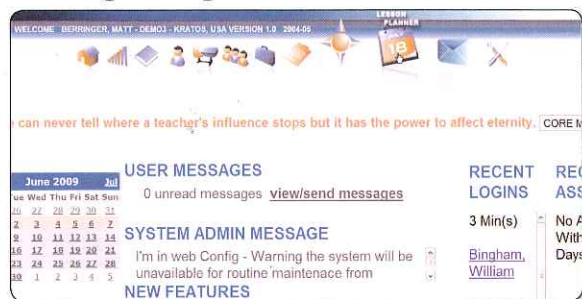 LESSON PLANNER
WELCOME BERRINGER, MATT - DEMO3 - KRATOS, USA VERSION 1.0 2004-05
18
can never tell where a teacher's influence stops but it has the power to affect eternity. CORE M
June 2009 Jul
ue Wed Thu Fri Sat Sun
26 27 28 29 30 31
2 3 4 5 6 7
9 10 11 12 13 14
16 17 18 19 20 21
23 24 25 26 27 28
30 1 2 3 4 5
USER MESSAGES
0 unread messages view/send messages
SYSTEM ADMIN MESSAGE
I'm in web Config - Warning the system will be
unavailable for routine maintenace from
NEW FEATURES
RECENT
LOGINS
3 Min(s)
Bingham,
William
REC
ASS
No A
With
Days